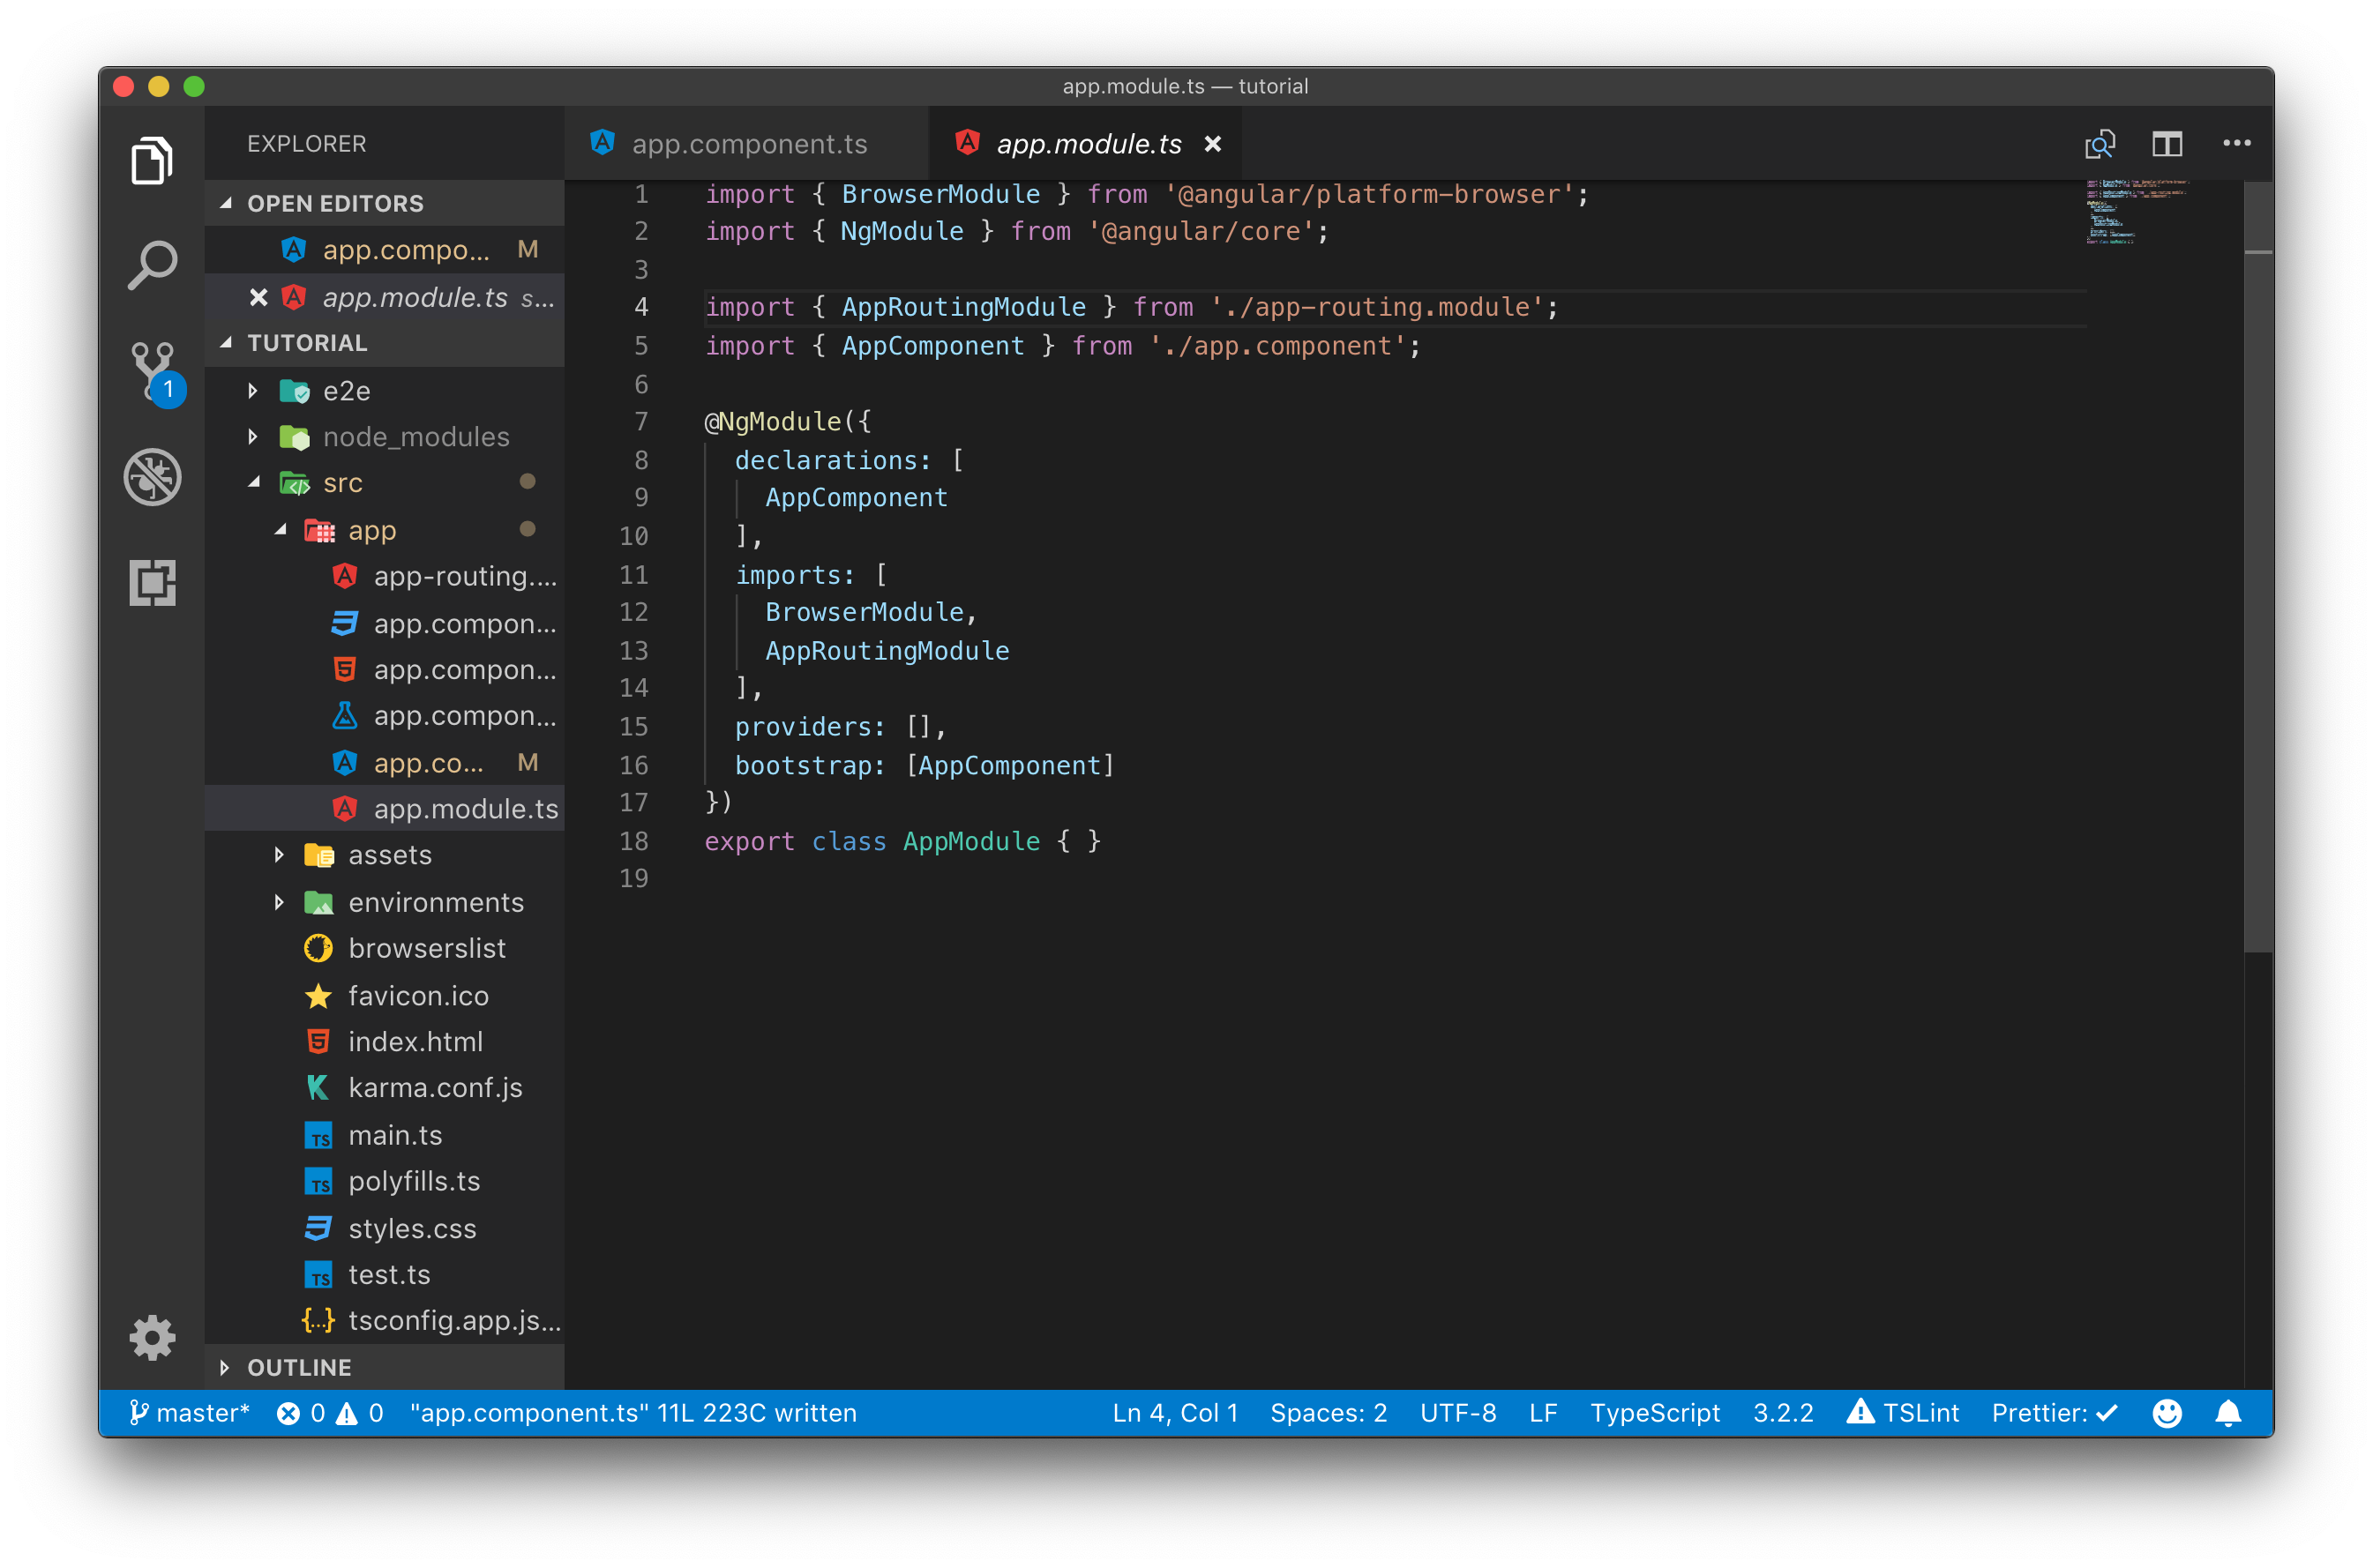 app.module.ts — tutorial
EXPLORER
OPEN EDITORS
app.compo... M
app.module.ts s...
TUTORIAL
e2e
node_modules
src
app
app-routing....
app.compon...
app.compon...
app.compon...
app.co... M
app.module.ts
assets
environments
browserslist
favicon.ico
index.html
karma.conf.js
main.ts
polyfills.ts
styles.css
test.ts
tsconfig.app.js...
OUTLINE
1
app.component.ts
app.module.ts
1 import { BrowserModule } from '@angular/platform-browser';
2 import { NgModule } from '@angular/core';
3
4 import { AppRoutingModule } from './app-routing.module';
5 import { AppComponent } from './app.component';
6
7 @NgModule({
8   declarations: [
9     AppComponent
10   ],
11   imports: [
12     BrowserModule,
13     AppRoutingModule
14   ],
15   providers: [],
16   bootstrap: [AppComponent]
17 })
18 export class AppModule { }
19
master* 0 0 "app.component.ts" 11L 223C written Ln 4, Col 1 Spaces: 2 UTF-8 LF TypeScript 3.2.2 TSLint Prettier: ✓